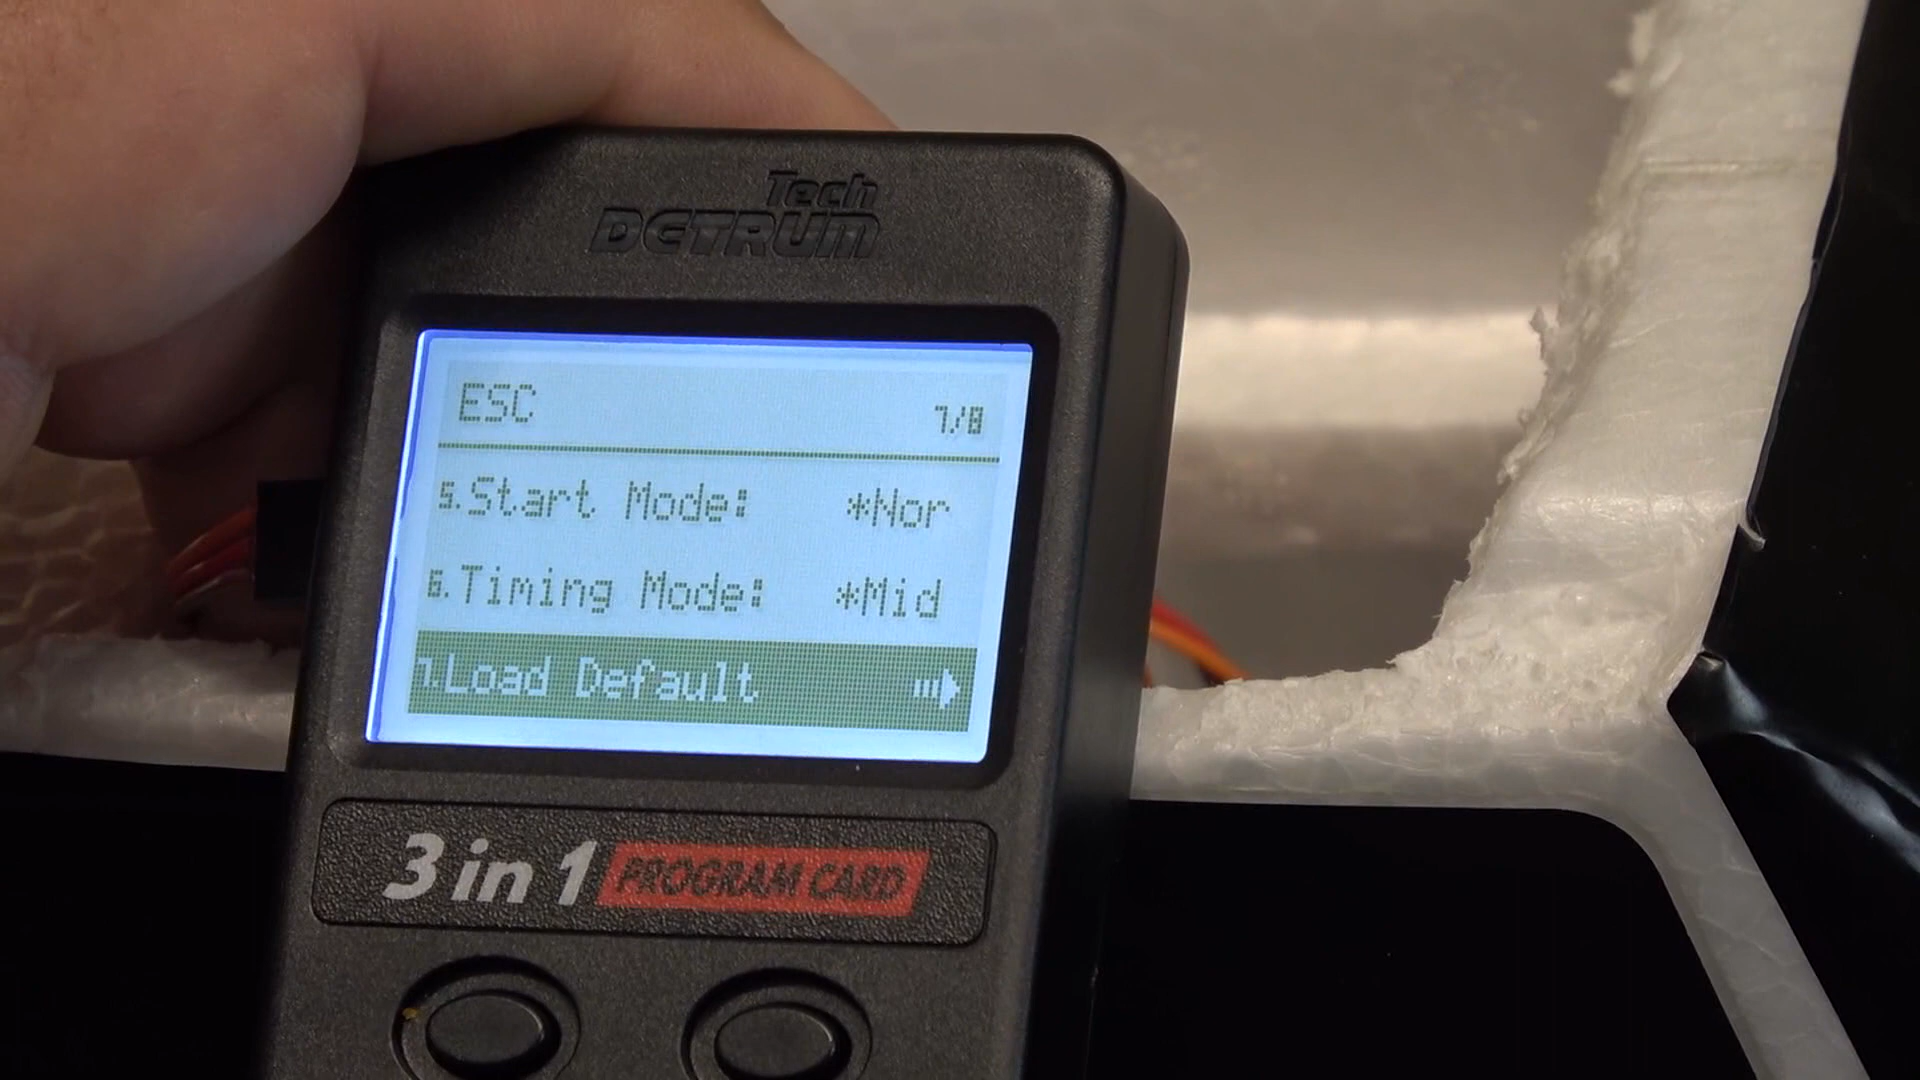 Tech
DETRUM
ESC 7/8
5.Start Mode: *Nor
6.Timing Mode: *Mid
7.Load Default
3 in 1 PROGRAM CARD